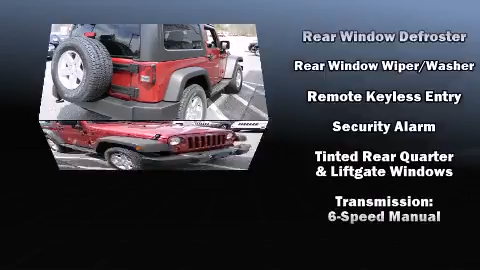 Rear Window Defroster
Rear Window Wiper/Washer
Remote Keyless Entry
Security Alarm
Tinted Rear Quarter
& Liftgate Windows
Transmission:
6-Speed Manual